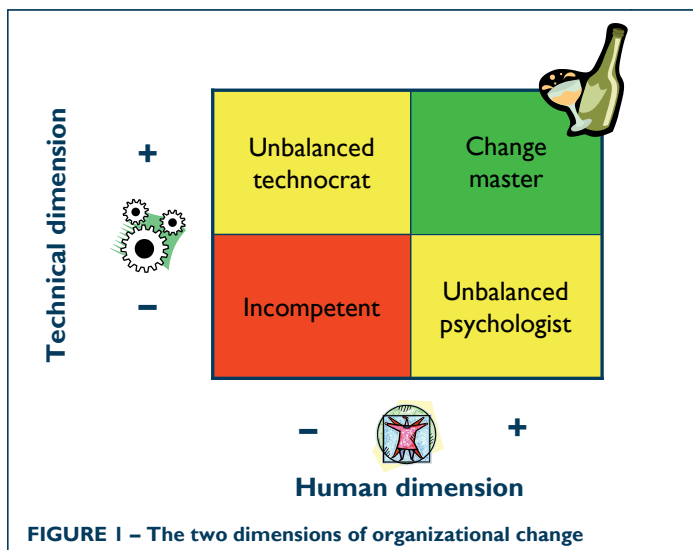 Technical dimension
+
–
Unbalanced
technocrat
Change
master
Incompetent
Unbalanced
psychologist
– +
Human dimension
FIGURE 1 – The two dimensions of organizational change